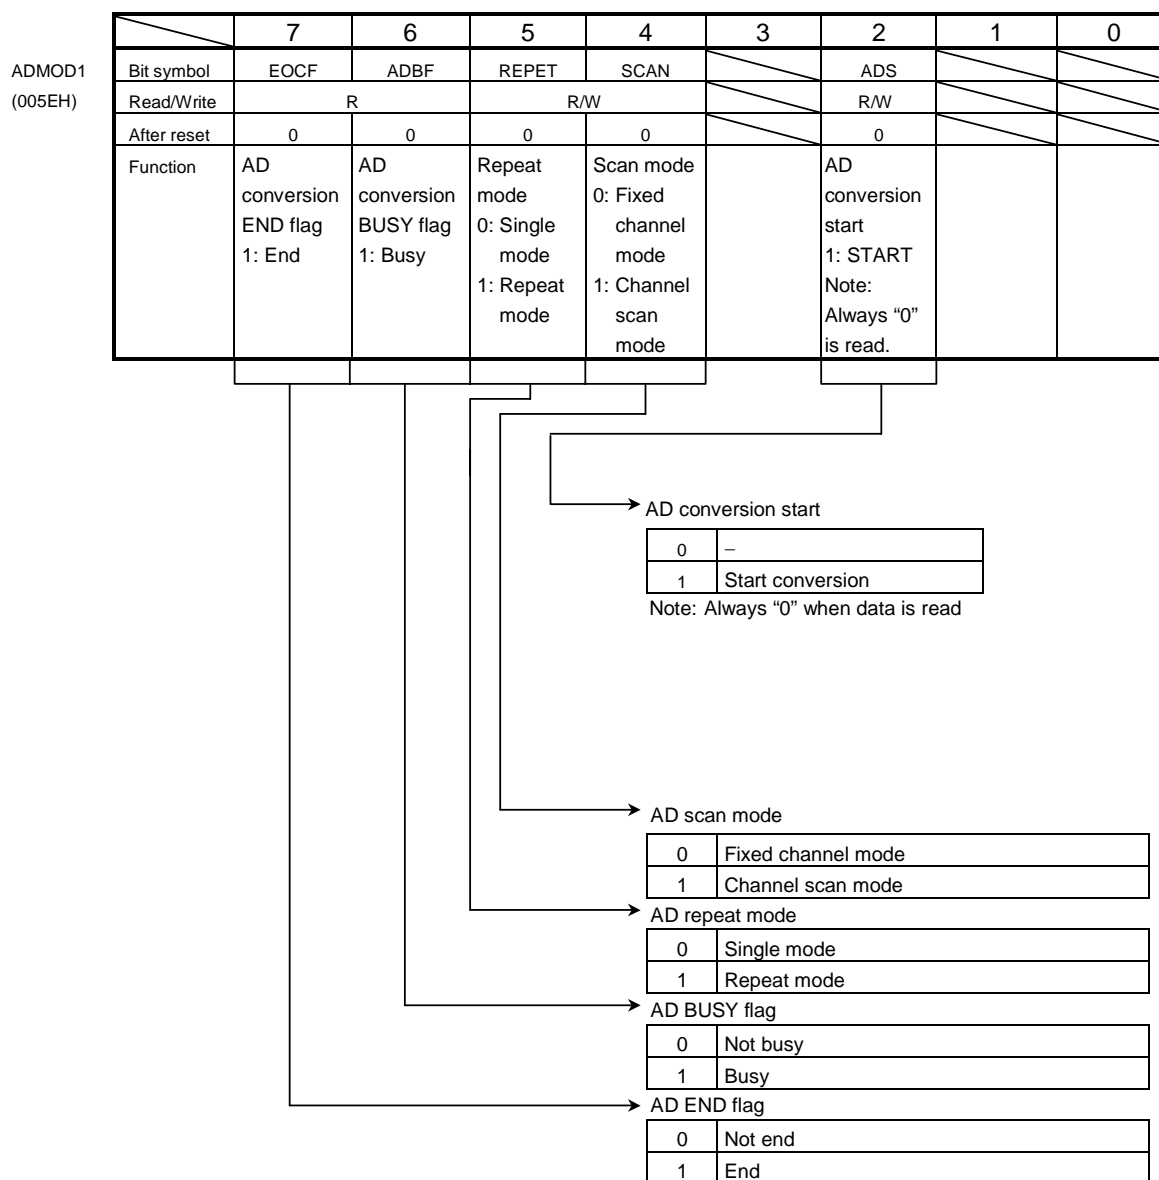 7 6 5 4 3 2 1 0
ADMOD1 Bit symbol EOCF ADBF REPET SCAN ADS
(005EH) Read/Write R R/W R/W
After reset 0 0 0 0 0
Function AD AD Repeat Scan mode AD
conversion conversion mode 0: Fixed conversion
END flag BUSY flag 0: Single channel start
1: End 1: Busy mode mode 1: START
1: Repeat 1: Channel Note:
mode scan Always “0”
mode is read.
AD conversion start
0 –
1 Start conversion
Note: Always “0” when data is read
AD scan mode
0 Fixed channel mode
1 Channel scan mode
AD repeat mode
0 Single mode
1 Repeat mode
AD BUSY flag
0 Not busy
1 Busy
AD END flag
0 Not end
1 End